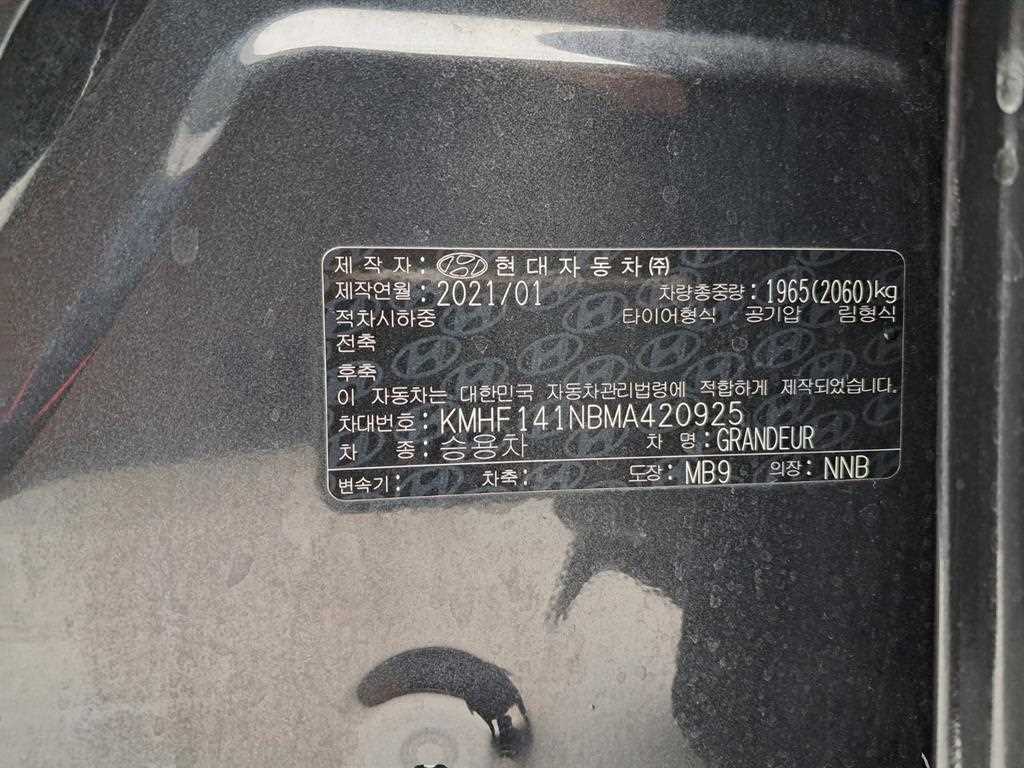 제 작 자 : 현대자동차㈜
제작연월 : 2021/01 차량총중량 : 1965(2060)kg
적차시하중 타이어형식 공기압 림형식
전축
후축
이 자동차는 대한민국 자동차관리법령에 적합하게 제작되었습니다.
차대번호 : KMHF141NBMA420925
차 종 : 승용차 차 명 : GRANDEUR
변속기 : 차축 : 도장 : MB9 의장 : NNB